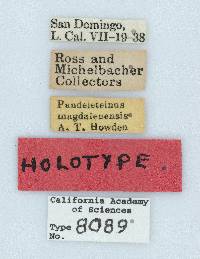 San Domingo,
L. Cal. VII-19-38
Ross and
Michelbacher
Collectors
Pandeleteinus
magdalenensis
A. T. Howden
HOLOTYPE.
California Academy
of Sciences
Type
No. 8089